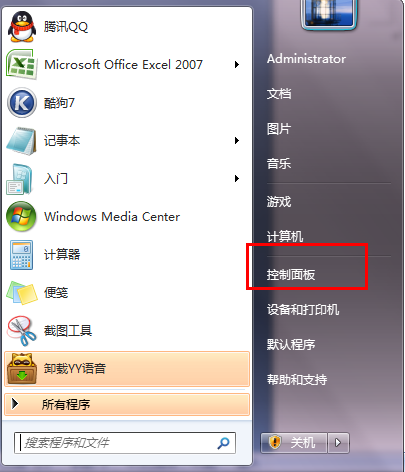 腾讯QQ
Microsoft Office Excel 2007
酷狗7
记事本
入门
Windows Media Center
计算器
便笺
截图工具
卸载YY语音
所有程序
搜索程序和文件
Administrator
文档
图片
音乐
游戏
计算机
控制面板
设备和打印机
默认程序
帮助和支持
关机